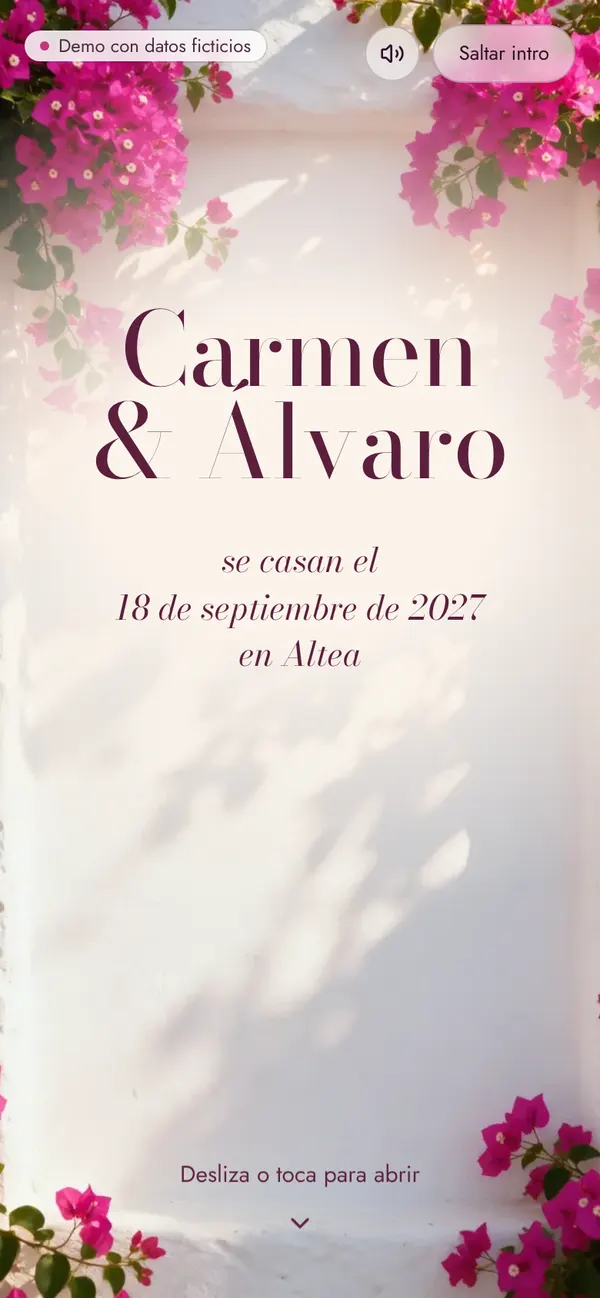 Demo con datos ficticios
Saltar intro
Carmen
& Álvaro
se casan el
18 de septiembre de 2027
en Altea
Desliza o toca para abrir